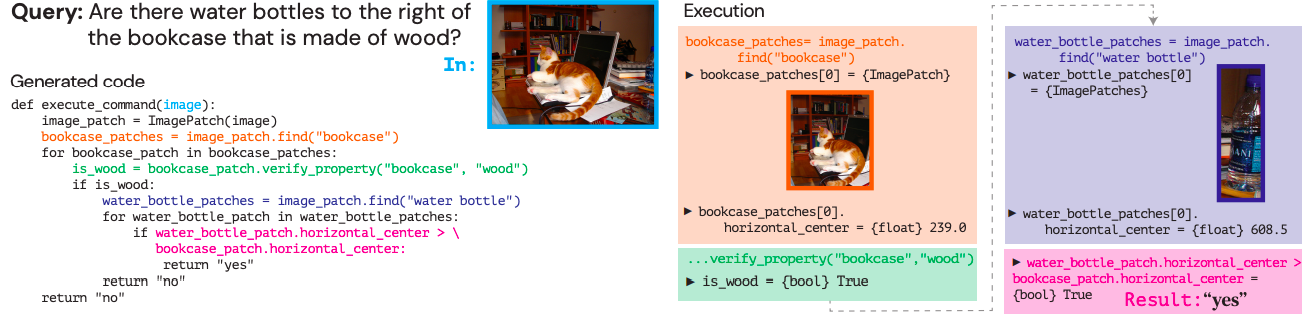 Query: Are there water bottles to the right of
the bookcase that is made of wood?
In:
Generated code
def execute_command(image):
    image_patch = ImagePatch(image)
    bookcase_patches = image_patch.find("bookcase")
    for bookcase_patch in bookcase_patches:
        is_wood = bookcase_patch.verify_property("bookcase", "wood")
        if is_wood:
            water_bottle_patches = image_patch.find("water bottle")
            for water_bottle_patch in water_bottle_patches:
                if water_bottle_patch.horizontal_center > \
                   bookcase_patch.horizontal_center:
                    return "yes"
            return "no"
    return "no"
Execution
bookcase_patches= image_patch.
find("bookcase")
▶ bookcase_patches[0] = {ImagePatch}
▶ bookcase_patches[0].
horizontal_center = {float} 239.0
...verify_property("bookcase","wood")
▶ is_wood = {bool} True
water_bottle_patches = image_patch.
find("water bottle")
▶ water_bottle_patches[0]
= {ImagePatches}
ANI
▶ water_bottle_patches[0].
horizontal_center = {float} 608.5
▶ water_bottle_patch.horizontal_center >
bookcase_patch.horizontal_center =
{bool} True
Result: “yes”